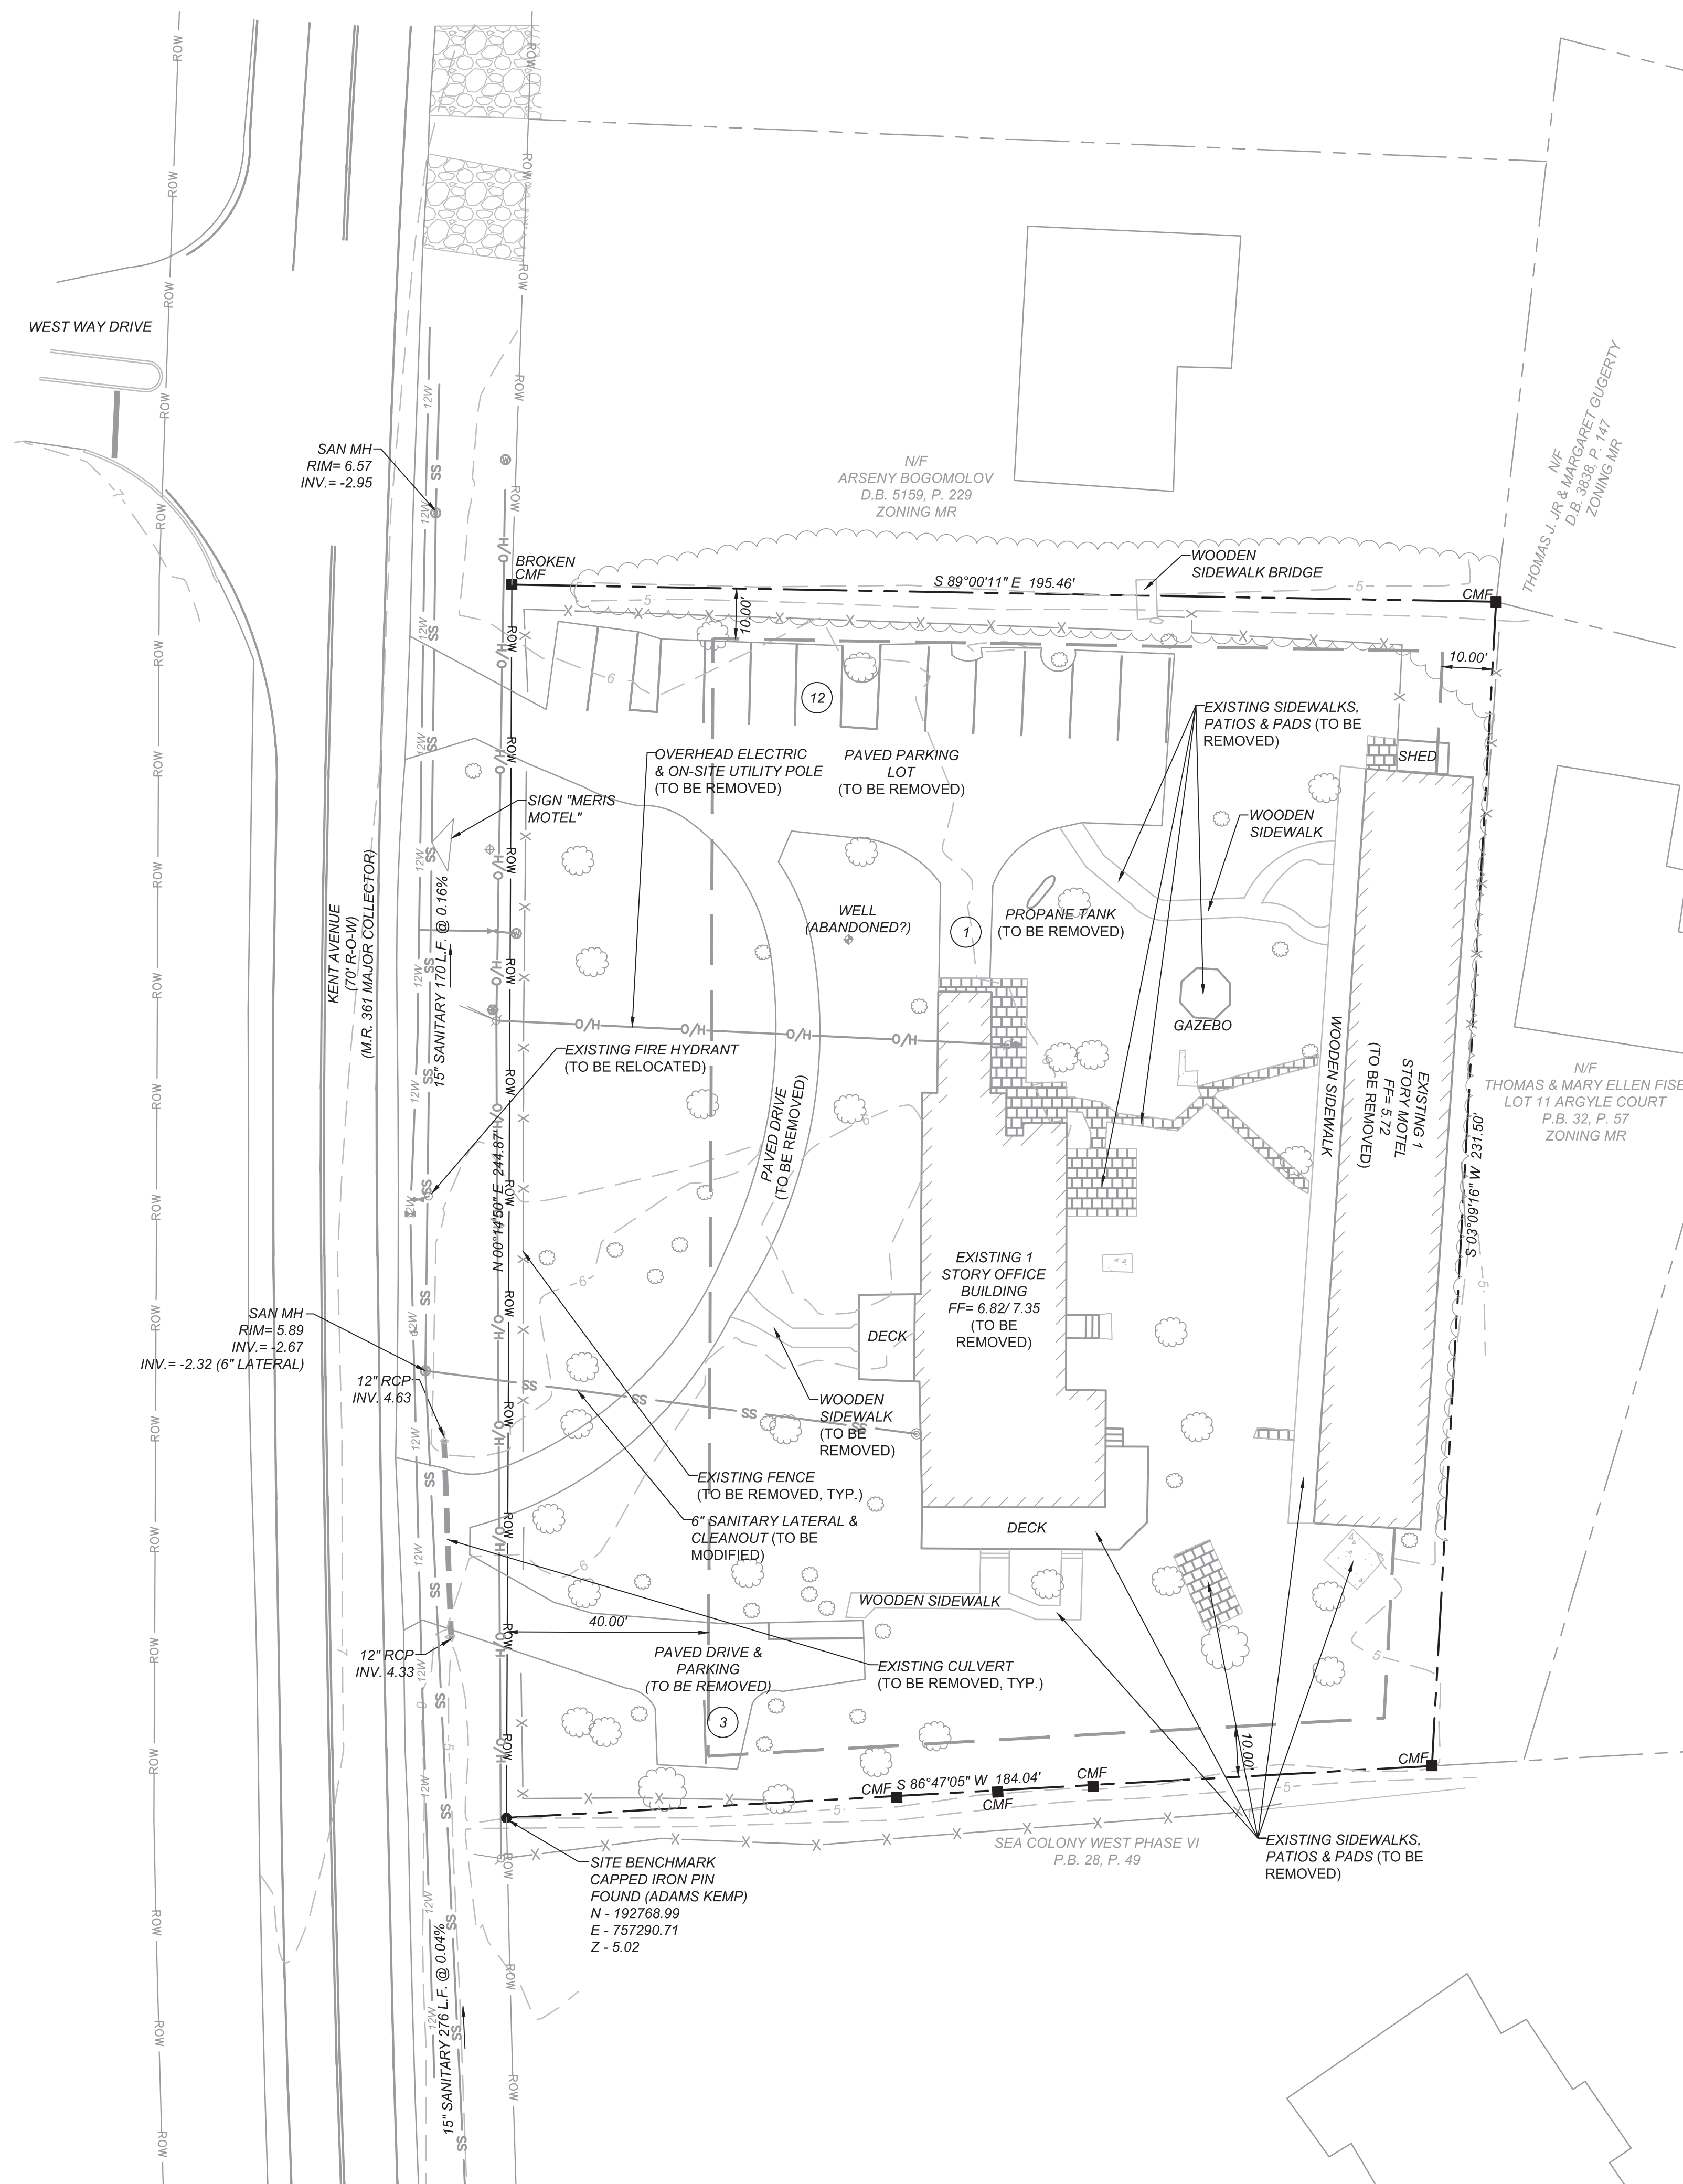 WEST WAY DRIVE
SAN MH
RIM= 6.57
INV.= -2.95
N/F
ARSENY BOGOMOLOV
D.B. 5159, P. 229
ZONING MR
N/F
THOMAS J. JR & MARGARET GUGERTY
D.B. 3838, P. 147
ZONING MR
BROKEN
CMF
S 89°00'11" E  195.46'
WOODEN
SIDEWALK BRIDGE
CMF
10.00'
10.00'
12
EXISTING SIDEWALKS,
PATIOS & PADS (TO BE
REMOVED)
OVERHEAD ELECTRIC
& ON-SITE UTILITY POLE
(TO BE REMOVED)
PAVED PARKING
LOT
(TO BE REMOVED)
SHED
SIGN "MERIS
MOTEL"
WOODEN
SIDEWALK
KENT AVENUE
(70' R-O-W)
(M.R. 361 MAJOR COLLECTOR)
15" SANITARY 170 L.F. @ 0.16%
WELL
(ABANDONED?)
1
PROPANE TANK
(TO BE REMOVED)
GAZEBO
EXISTING FIRE HYDRANT
(TO BE RELOCATED)
WOODEN SIDEWALK
EXISTING 1
STORY MOTEL
FF= 5.72
(TO BE REMOVED)
N/F
THOMAS & MARY ELLEN FISE
LOT 11 ARGYLE COURT
P.B. 32, P. 57
ZONING MR
PAVED DRIVE
(TO BE REMOVED)
N 00°14'50" E  244.87'
S 03°09'16" W  231.50'
EXISTING 1
STORY OFFICE
BUILDING
FF= 6.82/ 7.35
(TO BE
REMOVED)
DECK
SAN MH
RIM= 5.89
INV.= -2.67
INV.= -2.32 (6" LATERAL)
12" RCP
INV. 4.63
WOODEN
SIDEWALK
(TO BE
REMOVED)
EXISTING FENCE
(TO BE REMOVED, TYP.)
6" SANITARY LATERAL &
CLEANOUT (TO BE
MODIFIED)
DECK
WOODEN SIDEWALK
40.00'
12" RCP
INV. 4.33
PAVED DRIVE &
PARKING
(TO BE REMOVED)
EXISTING CULVERT
(TO BE REMOVED, TYP.)
3
10.00'
CMF
CMF
S 86°47'05" W  184.04'
CMF
CMF
SEA COLONY WEST PHASE VI
P.B. 28, P. 49
EXISTING SIDEWALKS,
PATIOS & PADS (TO BE
REMOVED)
SITE BENCHMARK
CAPPED IRON PIN
FOUND (ADAMS KEMP)
N - 192768.99
E - 757290.71
Z - 5.02
15" SANITARY 276 L.F. @ 0.04%